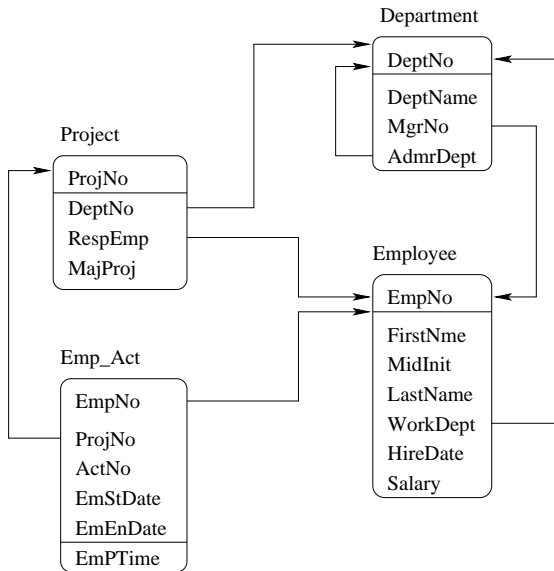 Department
DeptNo
DeptName
MgrNo
AdmrDept
Project
ProjNo
DeptNo
RespEmp
MajProj
Employee
EmpNo
FirstNme
MidInit
LastName
WorkDept
HireDate
Salary
Emp_Act
EmpNo
ProjNo
ActNo
EmStDate
EmEnDate
EmPTime